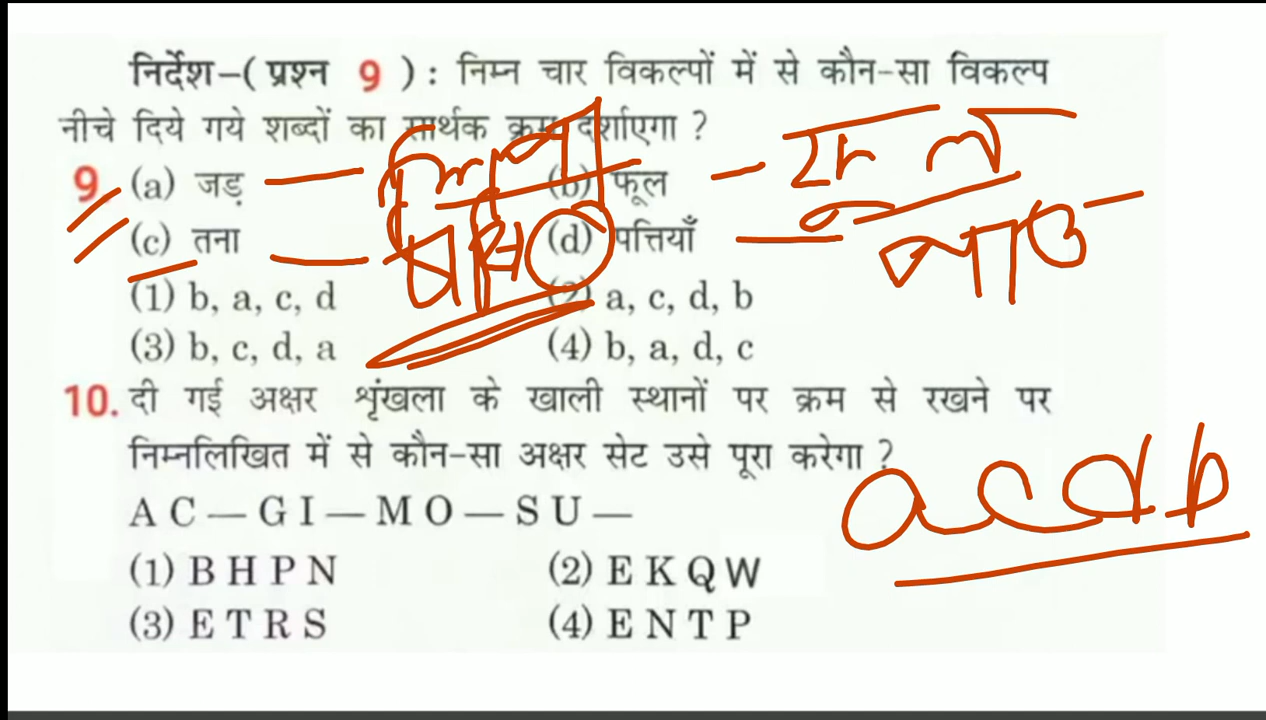 निर्देश–( प्रश्न 9 ) : निम्न चार विकल्पों में से कौन-सा विकल्प
नीचे दिये गये शब्दों का सार्थक क्रम दर्शाएगा ?
9 (a) जड़ (b) फूल
(c) तना (d) पत्तियाँ
(1) b, a, c, d (2) a, c, d, b
(3) b, c, d, a (4) b, a, d, c
10. दी गई अक्षर शृंखला के खाली स्थानों पर क्रम से रखने पर
निम्नलिखित में से कौन-सा अक्षर सेट उसे पूरा करेगा ?
a c d b
A C — G I — M O — S U —
(1) B H P N (2) E K Q W
(3) E T R S (4) E N T P